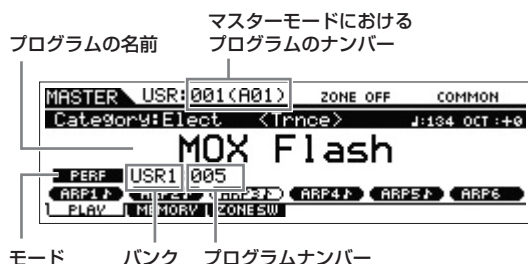 マスターモードにおける
プログラムの名前 プログラムのナンバー
MASTER USR:001(A01) ZONE OFF COMMON
Category:Elect <Trnce> ♩:134 OCT:+0
MOX Flash
PERF USR1:005
ARP1♪ ARP2♪ ARP3♪ ARP4♪ ARP5♪ ARP6
PLAY MEMORY ZONESW
モード バンク プログラムナンバー